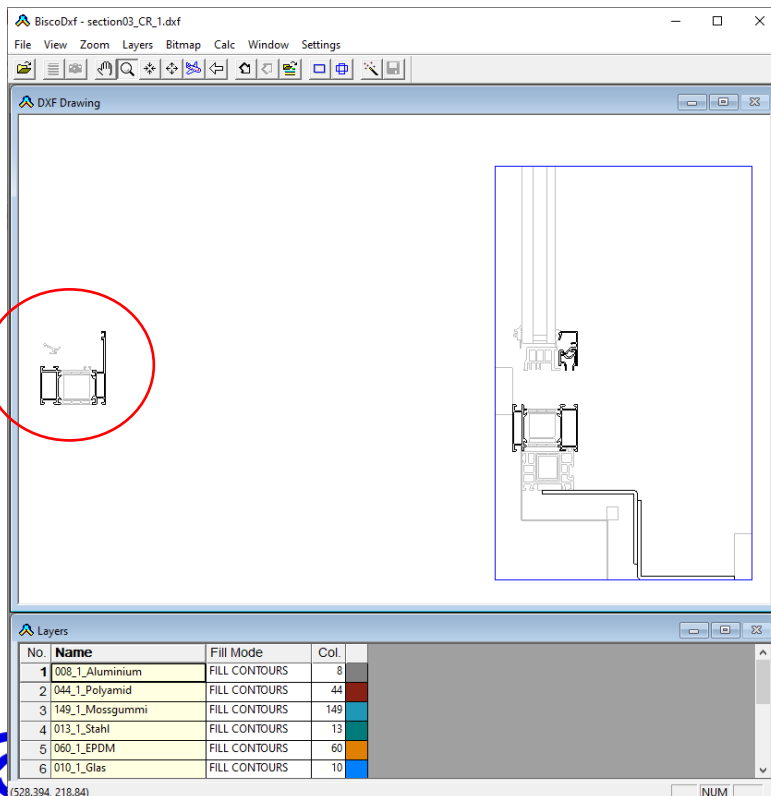 BiscoDxf - section03_CR_1.dxf
File View Zoom Layers Bitmap Calc Window Settings
DXF Drawing
Layers
No. Name Fill Mode Col.
1 008_1_Aluminium FILL CONTOURS 8
2 044_1_Polyamid FILL CONTOURS 44
3 149_1_Mossgummi FILL CONTOURS 149
4 013_1_Stahl FILL CONTOURS 13
5 060_1_EPDM FILL CONTOURS 60
6 010_1_Glas FILL CONTOURS 10
(528.394, 218.84) NUM